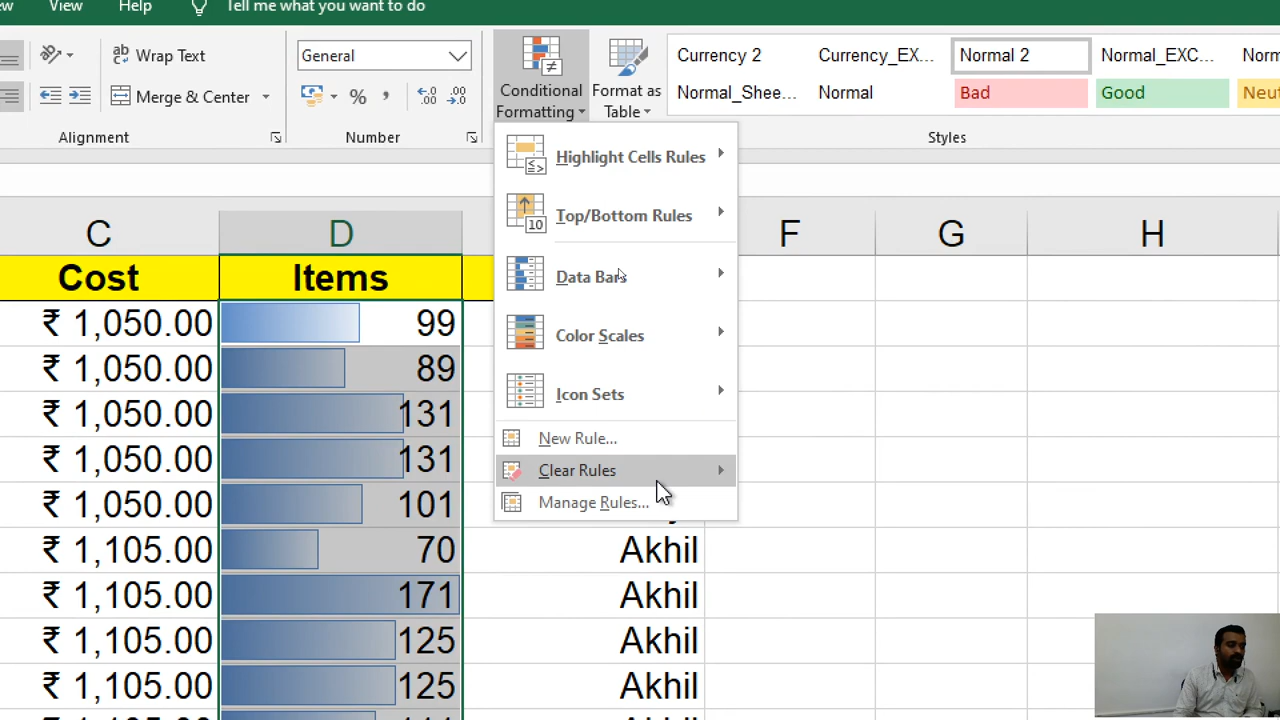 View
Help
Tell me what you want to do
Wrap Text
Merge & Center
Alignment
General
%
Number
Conditional Formatting
Format as Table
Currency 2
Currency_EX...
Normal 2
Normal_EXC...
Normal_Shee...
Normal
Bad
Good
Styles
Highlight Cells Rules
Top/Bottom Rules
Data Bars
Color Scales
Icon Sets
New Rule...
Clear Rules
Manage Rules...
C D F G H
Cost Items
₹ 1,050.00 99
₹ 1,050.00 89
₹ 1,050.00 131
₹ 1,050.00 131
₹ 1,050.00 101
₹ 1,105.00 70 Akhil
₹ 1,105.00 171 Akhil
₹ 1,105.00 125 Akhil
₹ 1,105.00 125 Akhil